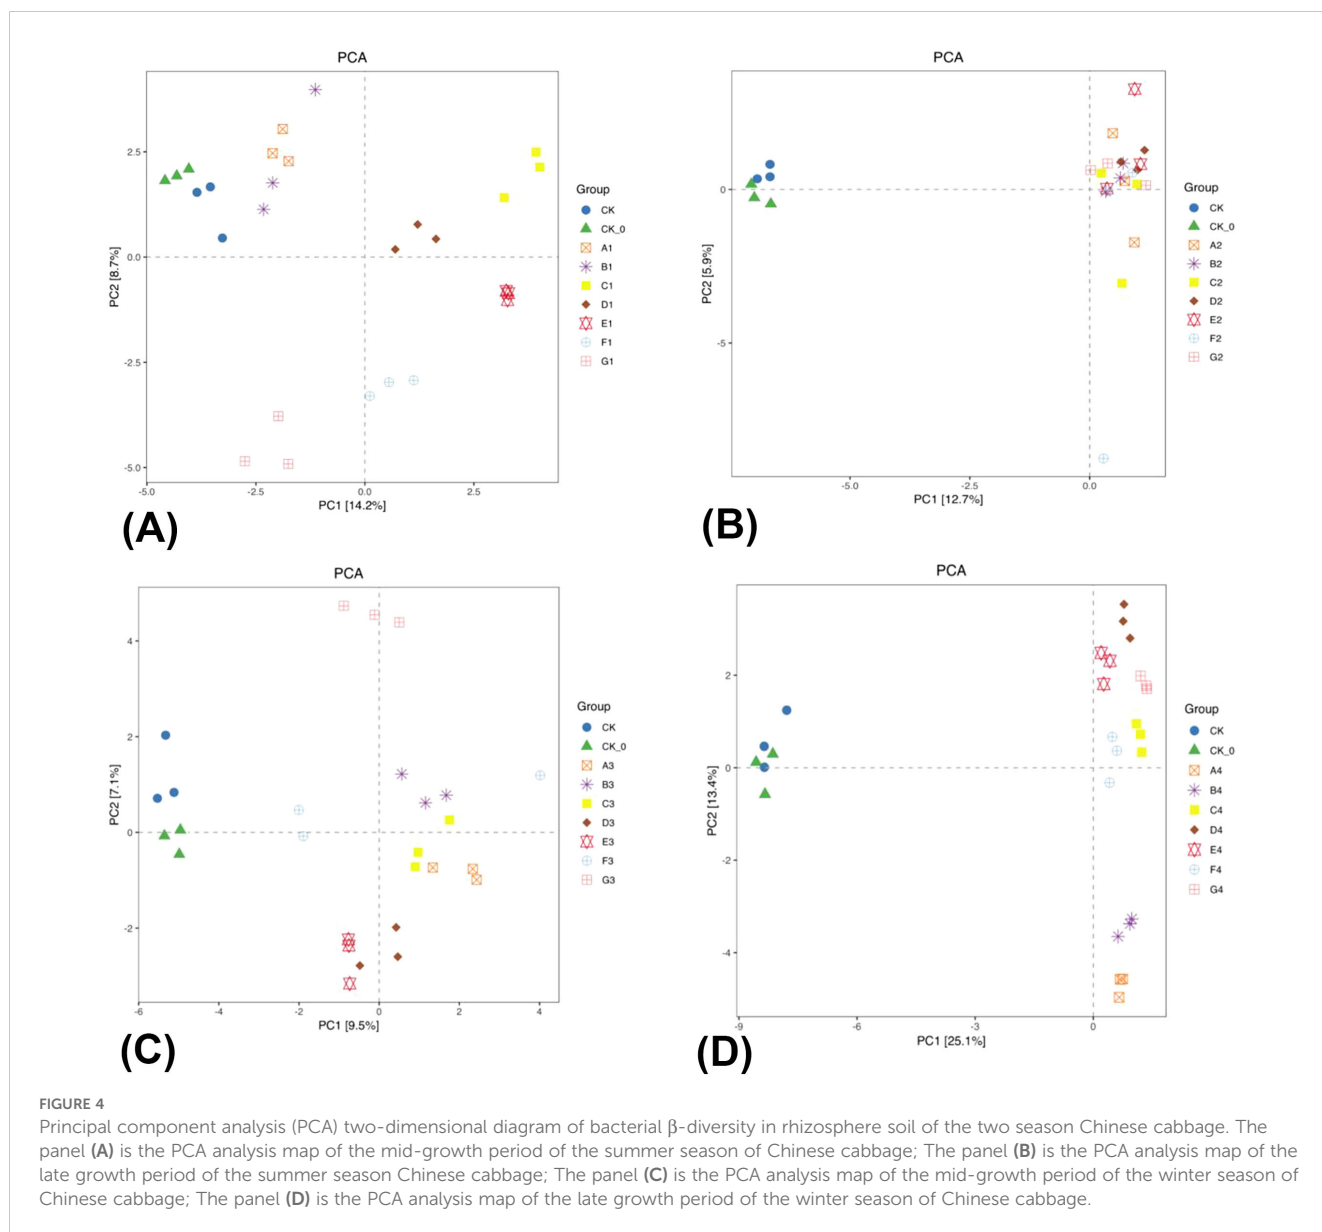 PCA
2.5
0.0
-2.5
-5.0
PC2 [8.7%]
-5.0
-2.5
0.0
2.5
PC1 [14.2%]
Group
CK
CK_0
A1
B1
C1
D1
E1
F1
G1
(A)
PCA
0
-5
PC2 [5.9%]
-5.0
-2.5
0.0
PC1 [12.7%]
Group
CK
CK_0
A2
B2
C2
D2
E2
F2
G2
(B)
PCA
4
2
0
-2
PC2 [7.1%]
-6
-4
-2
0
2
4
PC1 [9.5%]
Group
CK
CK_0
A3
B3
C3
D3
E3
F3
G3
(C)
PCA
2
0
-2
-4
PC2 [13.4%]
-9
-6
-3
0
PC1 [25.1%]
Group
CK
CK_0
A4
B4
C4
D4
E4
F4
G4
(D)
FIGURE 4
Principal component analysis (PCA) two-dimensional diagram of bacterial β-diversity in rhizosphere soil of the two season Chinese cabbage. The
panel (A) is the PCA analysis map of the mid-growth period of the summer season of Chinese cabbage; The panel (B) is the PCA analysis map of the
late growth period of the summer season Chinese cabbage; The panel (C) is the PCA analysis map of the mid-growth period of the winter season of
Chinese cabbage; The panel (D) is the PCA analysis map of the late growth period of the winter season of Chinese cabbage.